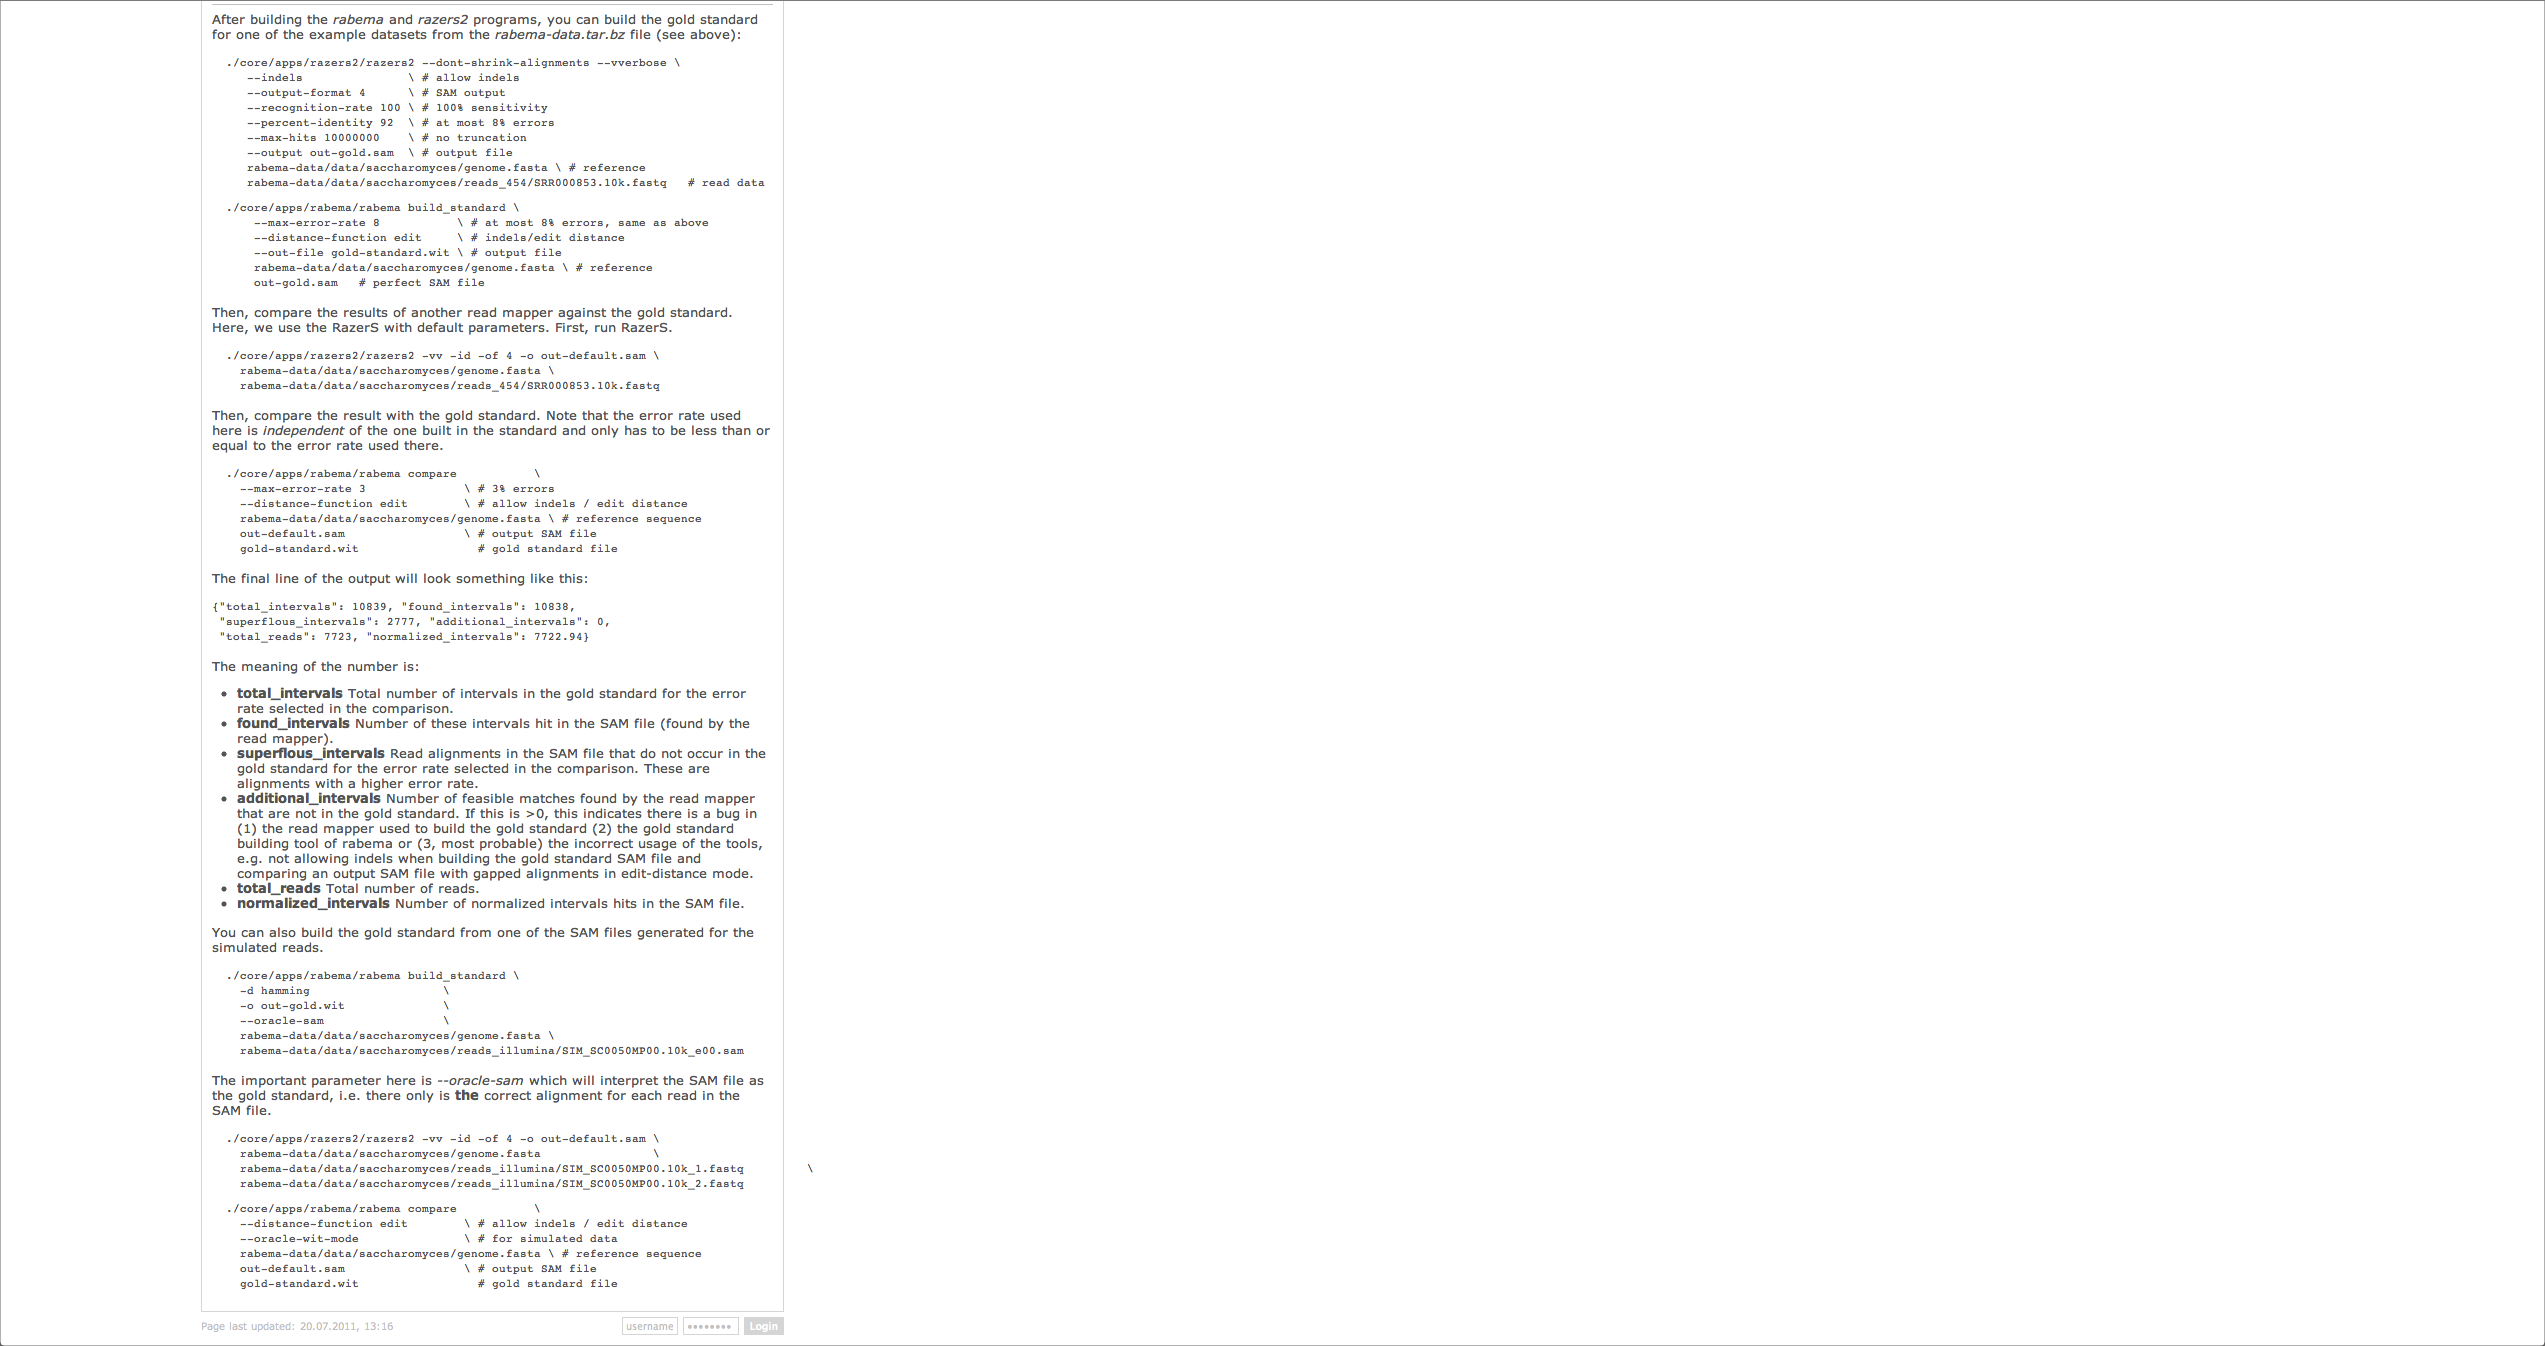 After building the rabema and razers2 programs, you can build the gold standard
for one of the example datasets from the rabema-data.tar.bz file (see above):
./core/apps/razers2/razers2 --dont-shrink-alignments --vverbose \
--indels \ # allow indels
--output-format 4 \ # SAM output
--recognition-rate 100 \ # 100% sensitivity
--percent-identity 92 \ # at most 8% errors
--max-hits 10000000 \ # no truncation
--output out-gold.sam \ # output file
rabema-data/data/saccharomyces/genome.fasta \ # reference
rabema-data/data/saccharomyces/reads_454/SRR000853.10k.fastq # read data
./core/apps/rabema/rabema build_standard \
--max-error-rate 8 \ # at most 8% errors, same as above
--distance-function edit \ # indels/edit distance
--out-file gold-standard.wit \ # output file
rabema-data/data/saccharomyces/genome.fasta \ # reference
out-gold.sam # perfect SAM file
Then, compare the results of another read mapper against the gold standard.
Here, we use the RazerS with default parameters. First, run RazerS.
./core/apps/razers2/razers2 -vv -id -of 4 -o out-default.sam \
rabema-data/data/saccharomyces/genome.fasta \
rabema-data/data/saccharomyces/reads_454/SRR000853.10k.fastq
Then, compare the result with the gold standard. Note that the error rate used
here is independent of the one built in the standard and only has to be less than or
equal to the error rate used there.
./core/apps/rabema/rabema compare \
--max-error-rate 3 \ # 3% errors
--distance-function edit \ # allow indels / edit distance
rabema-data/data/saccharomyces/genome.fasta \ # reference sequence
out-default.sam \ # output SAM file
gold-standard.wit # gold standard file
The final line of the output will look something like this:
{"total_intervals": 10839, "found_intervals": 10838,
"superflous_intervals": 2777, "additional_intervals": 0,
"total_reads": 7723, "normalized_intervals": 7722.94}
The meaning of the number is:
• total_intervals Total number of intervals in the gold standard for the error
rate selected in the comparison.
• found_intervals Number of these intervals hit in the SAM file (found by the
read mapper).
• superflous_intervals Read alignments in the SAM file that do not occur in the
gold standard for the error rate selected in the comparison. These are
alignments with a higher error rate.
• additional_intervals Number of feasible matches found by the read mapper
that are not in the gold standard. If this is >0, this indicates there is a bug in
(1) the read mapper used to build the gold standard (2) the gold standard
building tool of rabema or (3, most probable) the incorrect usage of the tools,
e.g. not allowing indels when building the gold standard SAM file and
comparing an output SAM file with gapped alignments in edit-distance mode.
• total_reads Total number of reads.
• normalized_intervals Number of normalized intervals hits in the SAM file.
You can also build the gold standard from one of the SAM files generated for the
simulated reads.
./core/apps/rabema/rabema build_standard \
-d hamming \
-o out-gold.wit \
--oracle-sam \
rabema-data/data/saccharomyces/genome.fasta \
rabema-data/data/saccharomyces/reads_illumina/SIM_SC0050MP00.10k_e00.sam
The important parameter here is --oracle-sam which will interpret the SAM file as
the gold standard, i.e. there only is the correct alignment for each read in the
SAM file.
./core/apps/razers2/razers2 -vv -id -of 4 -o out-default.sam \
rabema-data/data/saccharomyces/genome.fasta \
rabema-data/data/saccharomyces/reads_illumina/SIM_SC0050MP00.10k_1.fastq \
rabema-data/data/saccharomyces/reads_illumina/SIM_SC0050MP00.10k_2.fastq
./core/apps/rabema/rabema compare \
--distance-function edit \ # allow indels / edit distance
--oracle-wit-mode \ # for simulated data
rabema-data/data/saccharomyces/genome.fasta \ # reference sequence
out-default.sam \ # output SAM file
gold-standard.wit # gold standard file
Page last updated: 20.07.2011, 13:16 username •••••••• Login